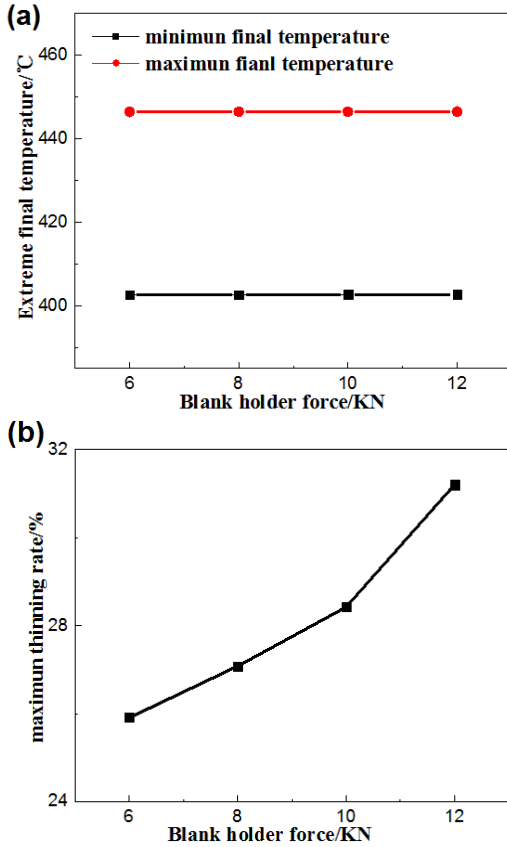 (a)
minimun final temperature
maximun fianl temperature
460
440
420
400
Extreme final temperature/℃
6 8 10 12
Blank holder force/KN
(b)
32
28
24
maximun thinning rate/%
6 8 10 12
Blank holder force/KN